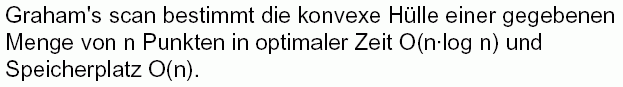 Graham's scan bestimmt die konvexe Hülle einer gegebenen
Menge von n Punkten in optimaler Zeit O(n·log n) und
Speicherplatz O(n).